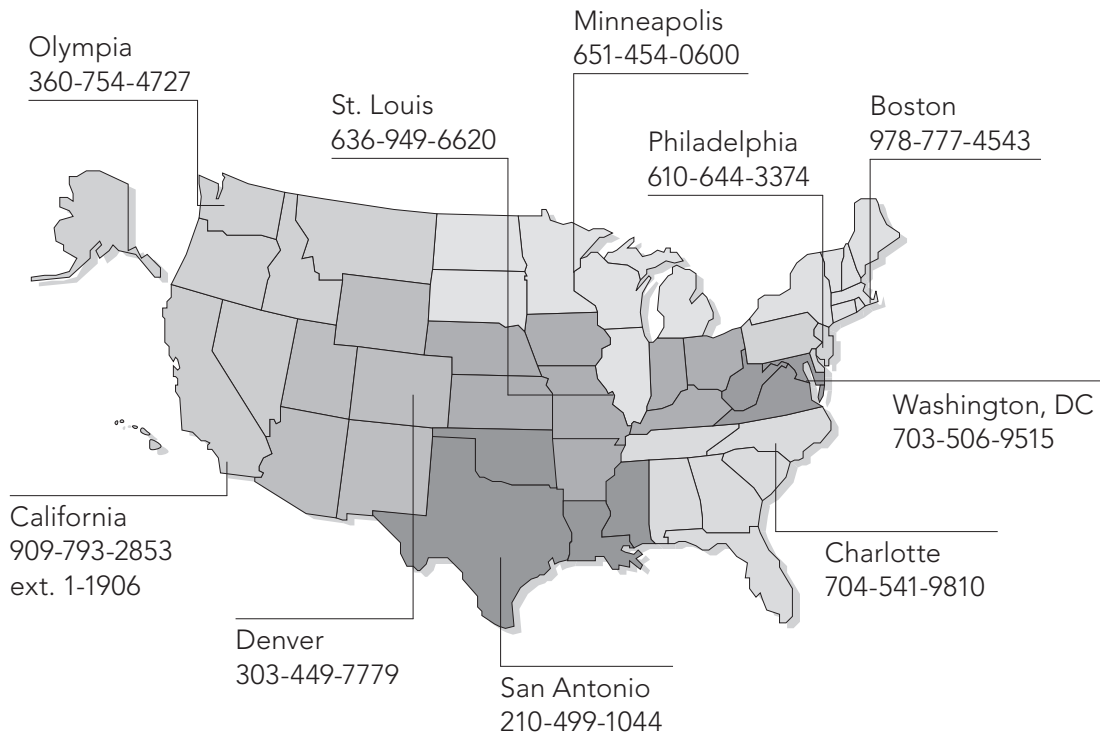 Minneapolis
651-454-0600
Olympia
360-754-4727
St. Louis
636-949-6620
Boston
978-777-4543
Philadelphia
610-644-3374
Washington, DC
703-506-9515
California
909-793-2853
ext. 1-1906
Charlotte
704-541-9810
Denver
303-449-7779
San Antonio
210-499-1044